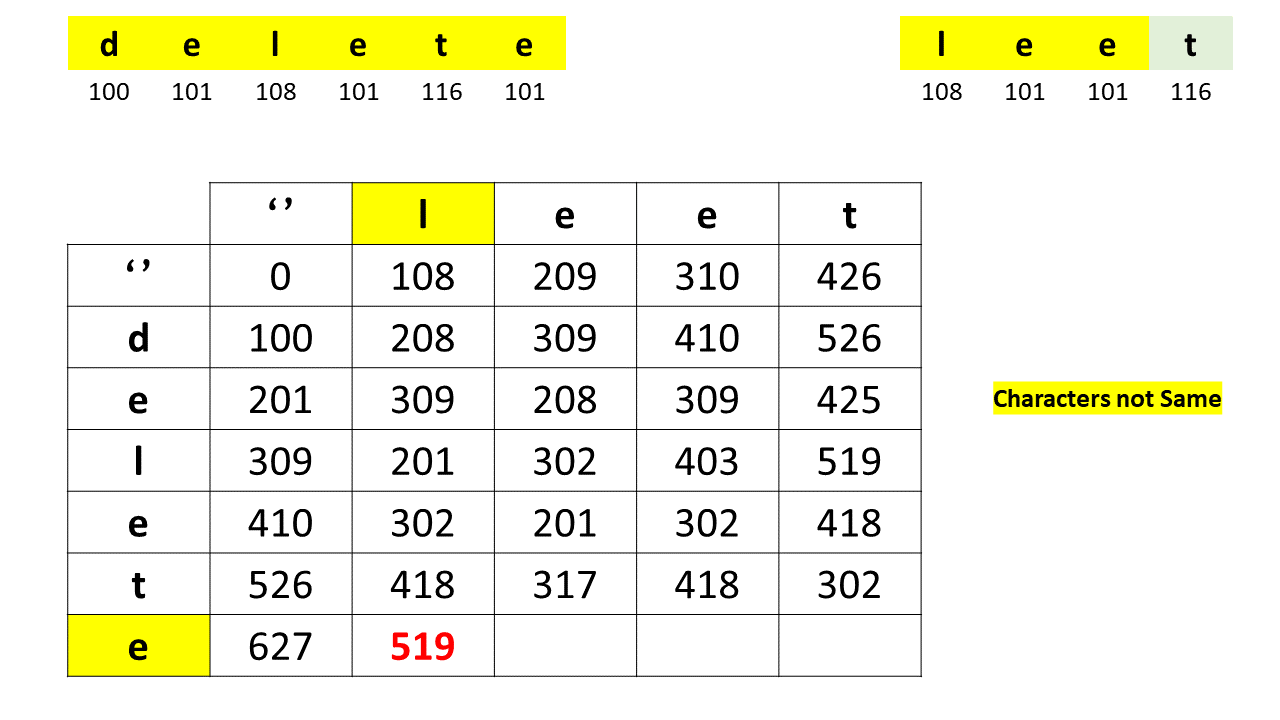 d e l e t e l e e t
100 101 108 101 116 101 108 101 101 116
‘ ’ l e e t
‘ ’ 0 108 209 310 426
d 100 208 309 410 526
e 201 309 208 309 425
Characters not Same
l 309 201 302 403 519
e 410 302 201 302 418
t 526 418 317 418 302
e 627 519